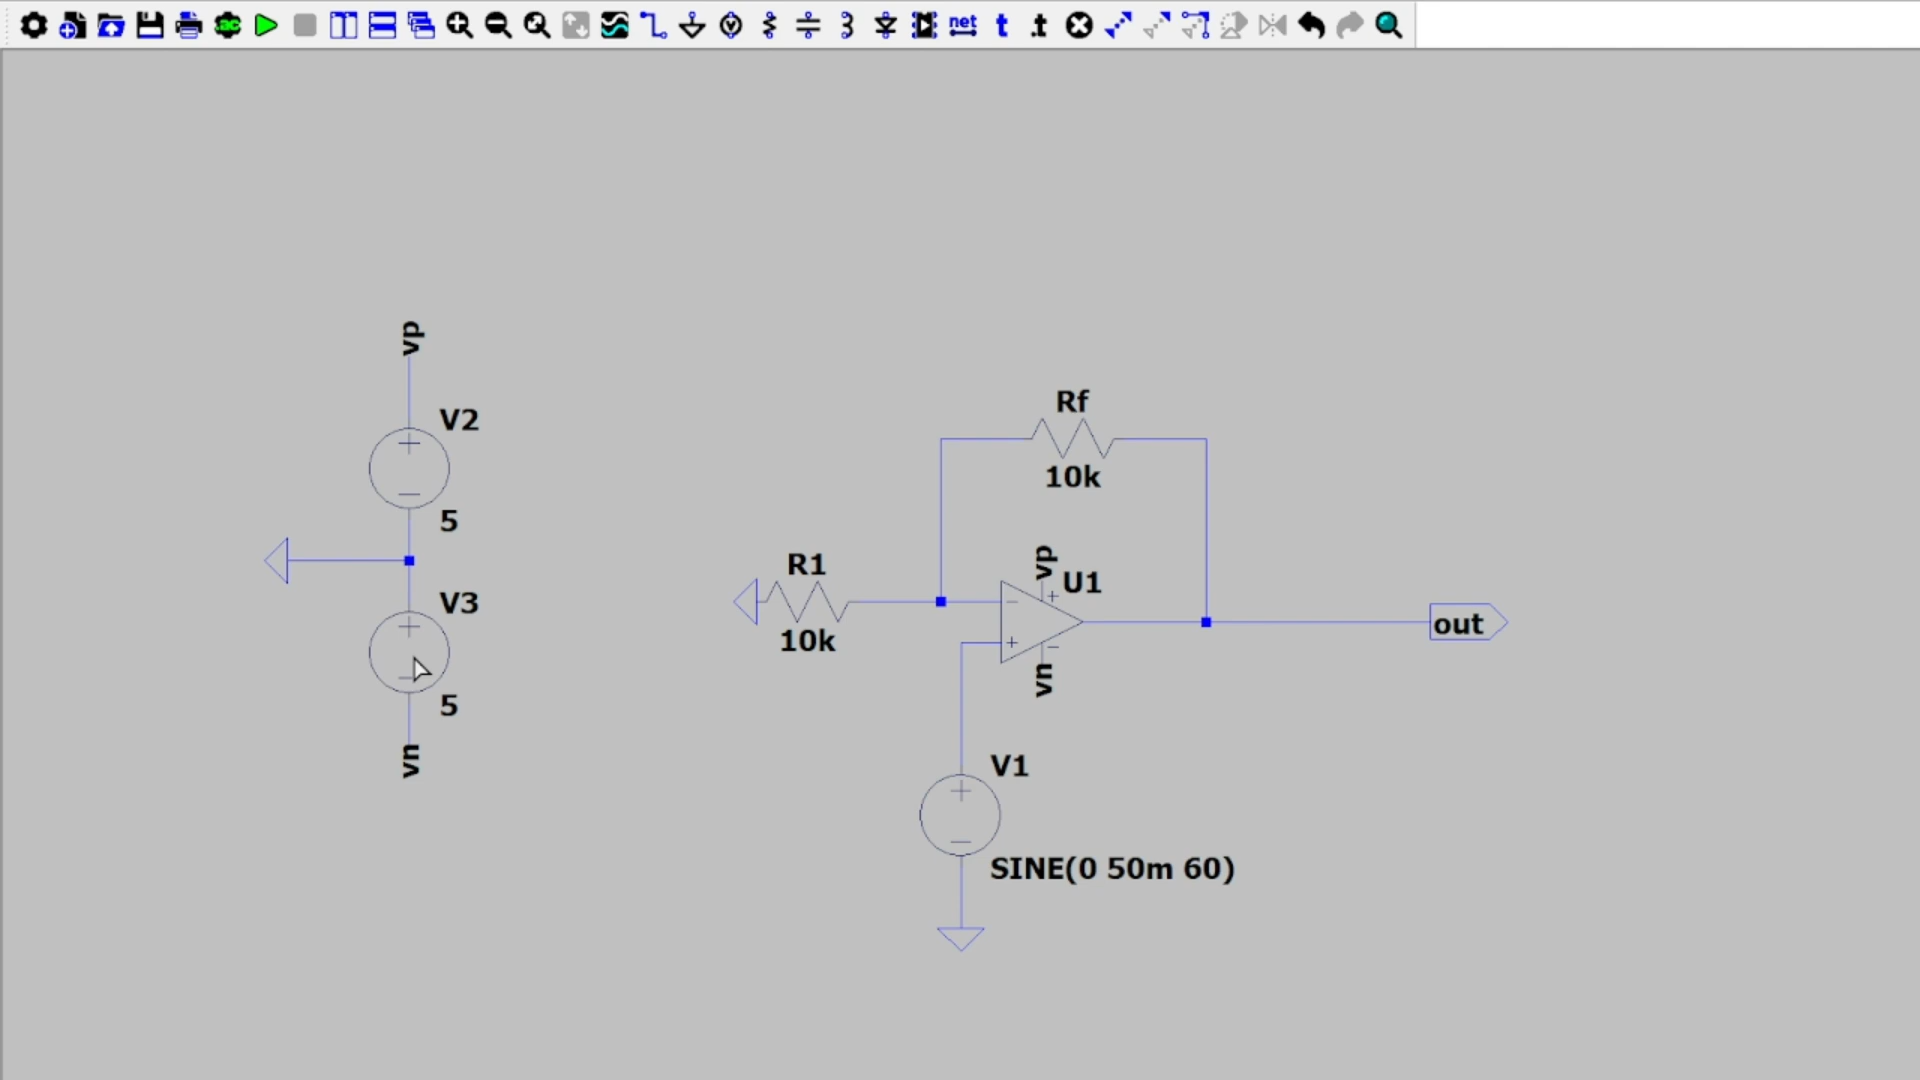 net
t
.t
vp
V2
5
V3
5
vn
Rf
10k
R1
10k
vp
U1
vn
out
V1
SINE(0 50m 60)